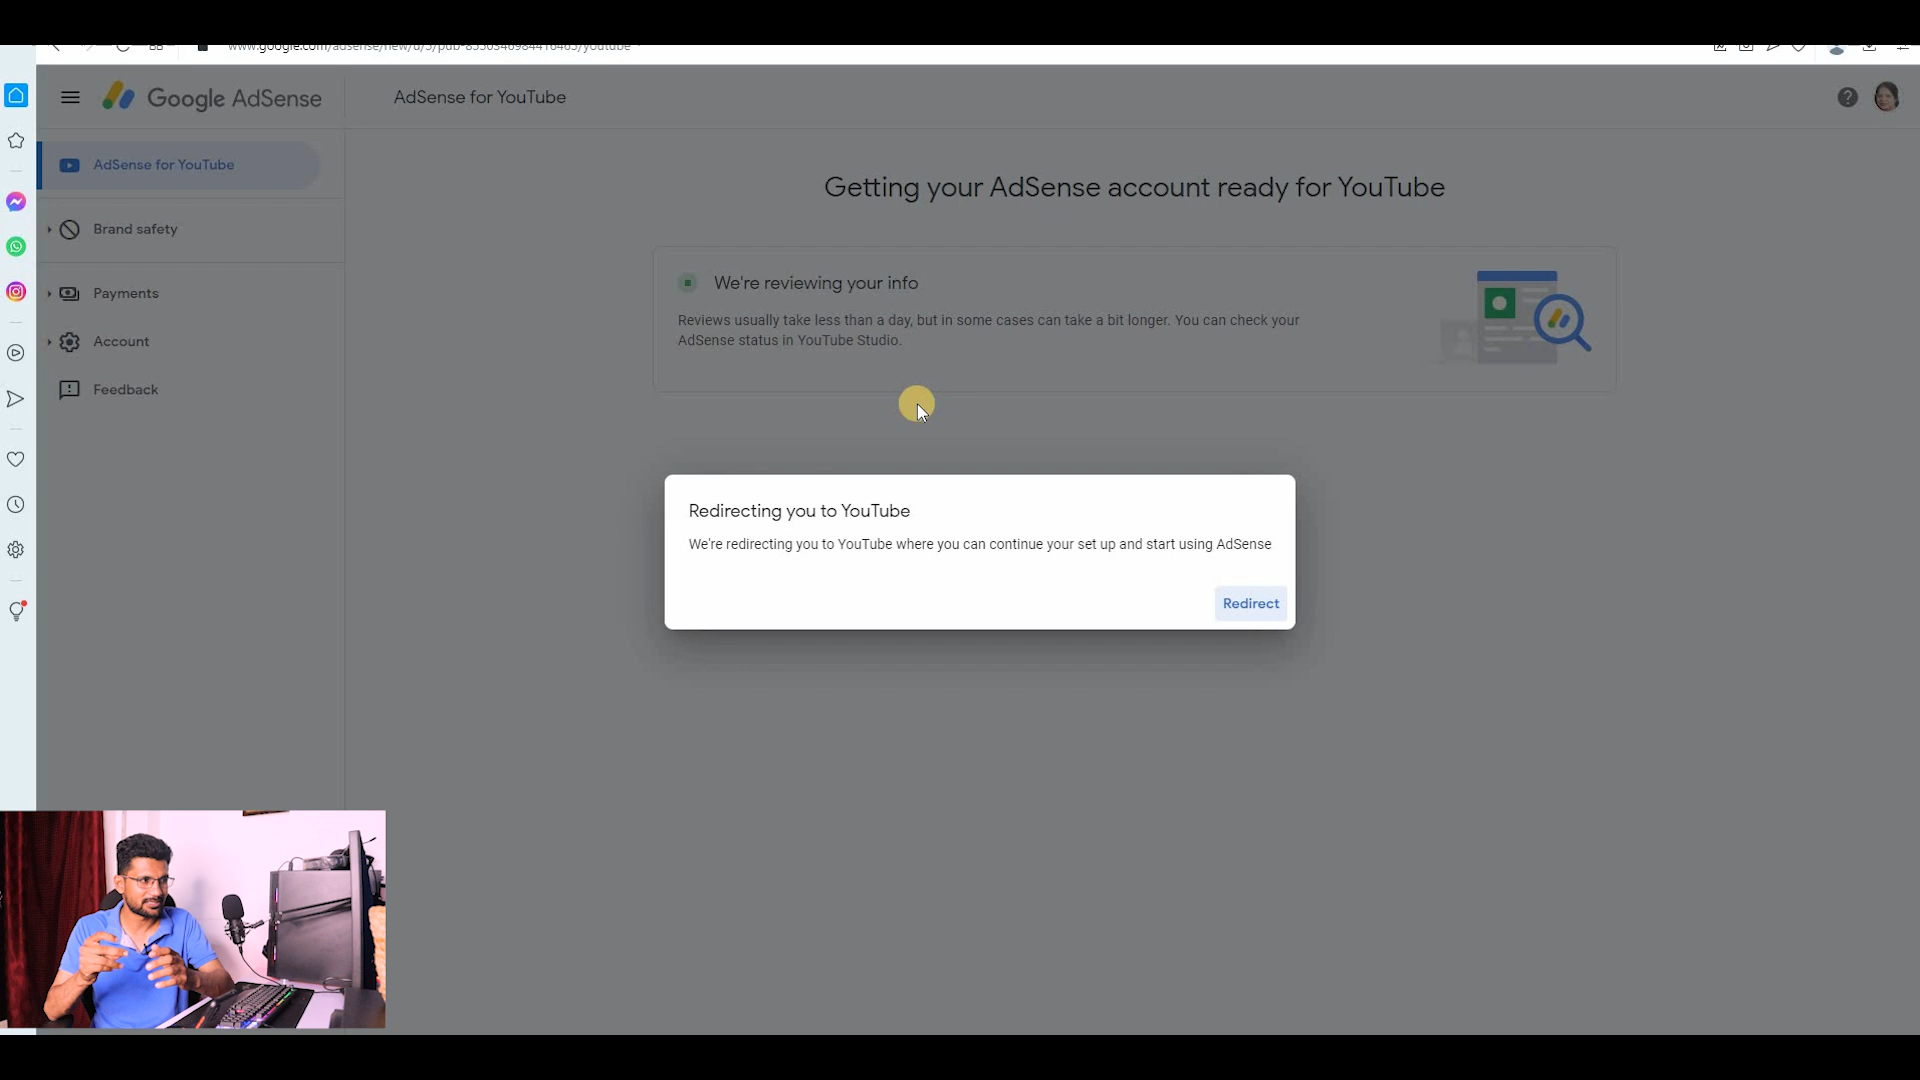 Google AdSense
AdSense for YouTube
AdSense for YouTube
Brand safety
Payments
Account
Feedback
Getting your AdSense account ready for YouTube
We're reviewing your info
Reviews usually take less than a day, but in some cases can take a bit longer. You can check your
AdSense status in YouTube Studio.
Redirecting you to YouTube
We're redirecting you to YouTube where you can continue your set up and start using AdSense
Redirect